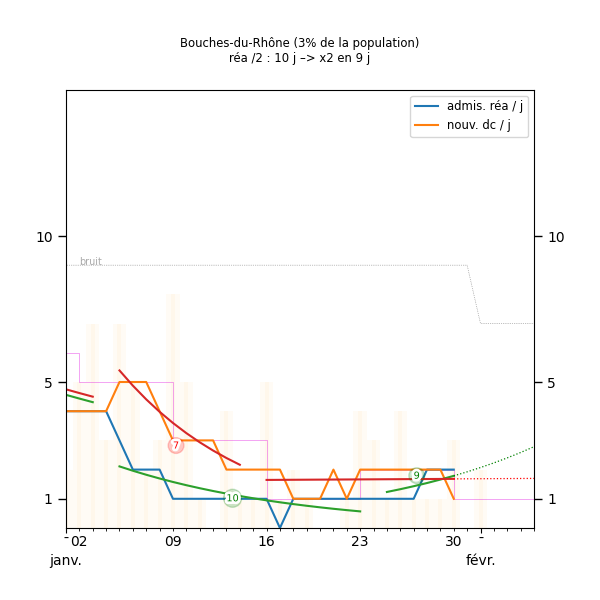 Bouches-du-Rhône (3% de la population)
réa /2 : 10 j –> x2 en 9 j
admis. réa / j
nouv. dc / j
10
10
bruit
5
5
7
9
10
1
1
02
09
16
23
30
-
janv.
févr.